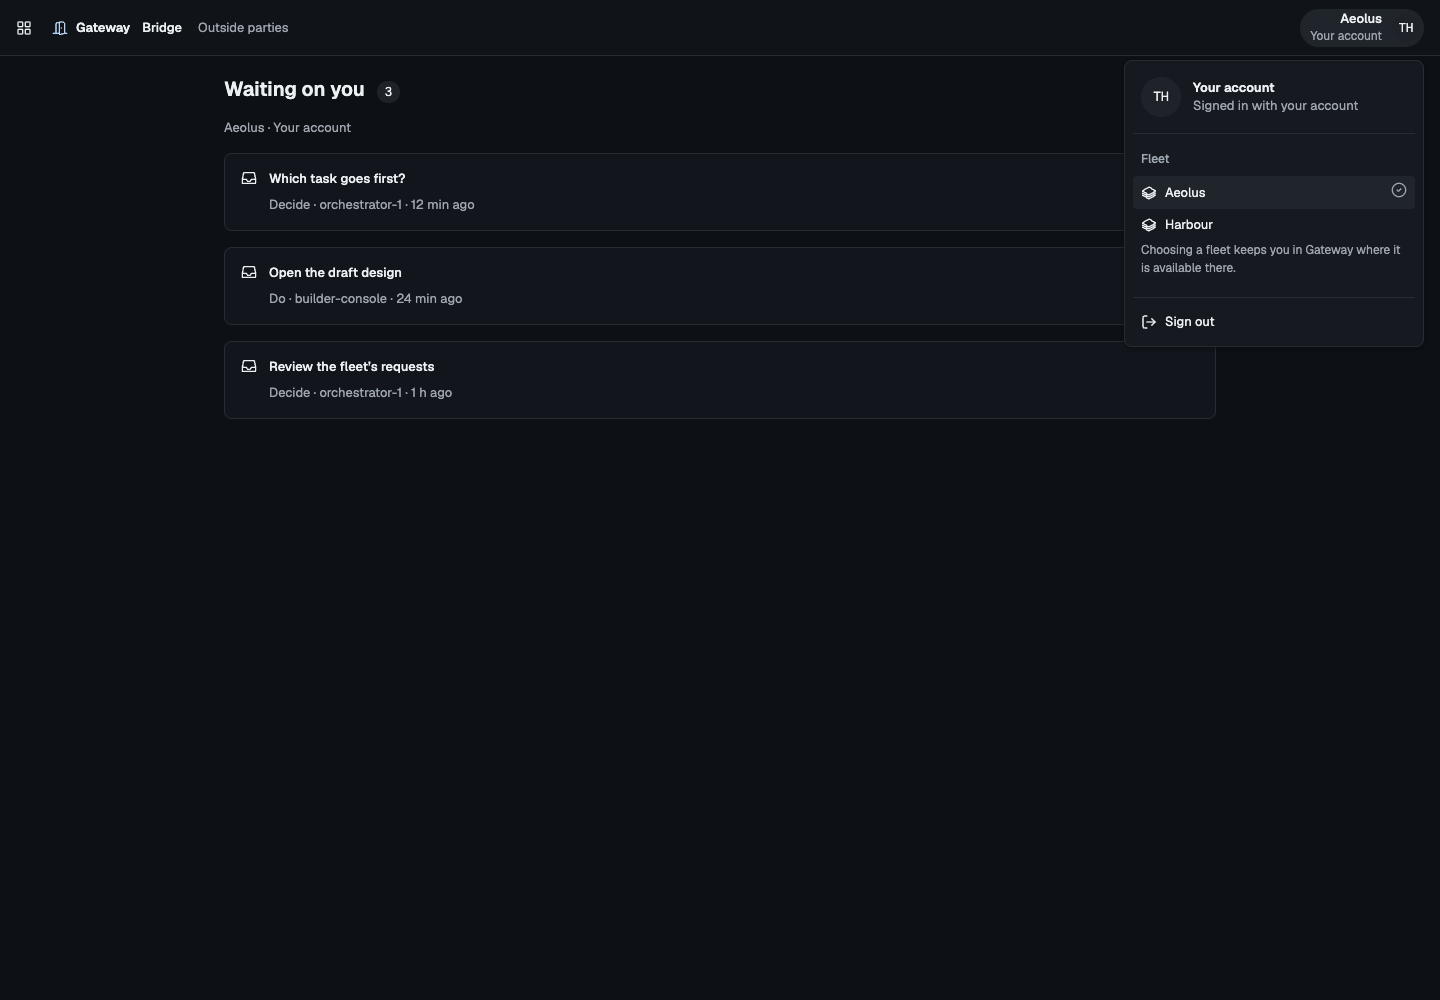 Gateway Bridge Outside parties
Aeolus
Your account
TH
Waiting on you 3
Aeolus · Your account
Which task goes first?
Decide · orchestrator-1 · 12 min ago
Open the draft design
Do · builder-console · 24 min ago
Review the fleet's requests
Decide · orchestrator-1 · 1 h ago
TH
Your account
Signed in with your account
Fleet
Aeolus
Harbour
Choosing a fleet keeps you in Gateway where it
is available there.
Sign out